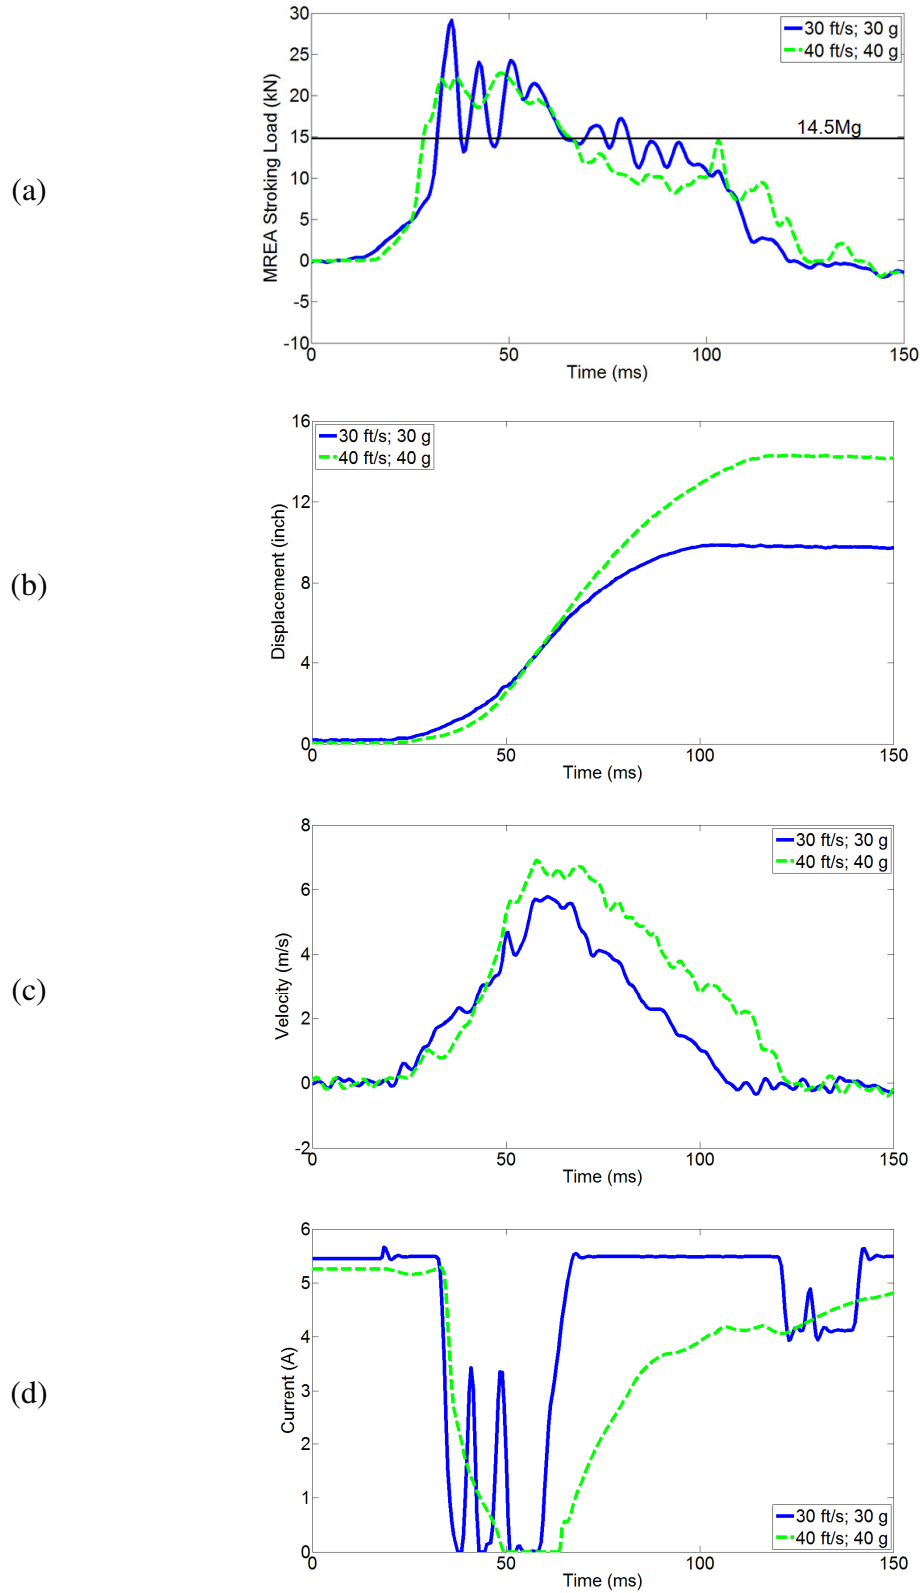 (a)
MREA Stroking Load (kN)
30
25
20
15
10
5
0
-5
-10
30 ft/s; 30 g
40 ft/s; 40 g
14.5Mg
0 50 100 150
Time (ms)
(b)
Displacement (inch)
16
12
8
4
0
30 ft/s; 30 g
40 ft/s; 40 g
0 50 100 150
Time (ms)
(c)
Velocity (m/s)
8
6
4
2
0
-2
30 ft/s; 30 g
40 ft/s; 40 g
0 50 100 150
Time (ms)
(d)
Current (A)
6
5
4
3
2
1
0
30 ft/s; 30 g
40 ft/s; 40 g
0 50 100 150
Time (ms)